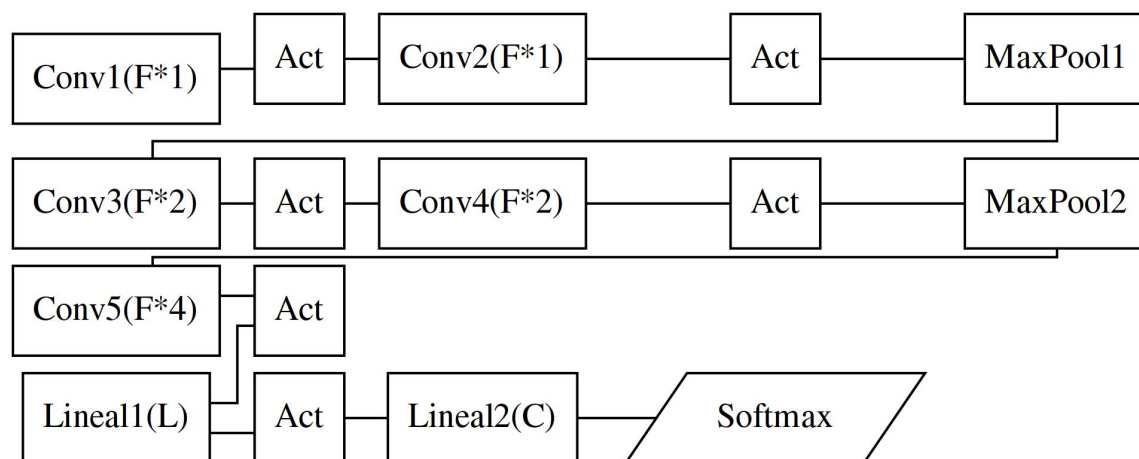 Conv1(F*1) Act Conv2(F*1) Act MaxPool1
Conv3(F*2) Act Conv4(F*2) Act MaxPool2
Conv5(F*4) Act
Lineal1(L) Act Lineal2(C) Softmax